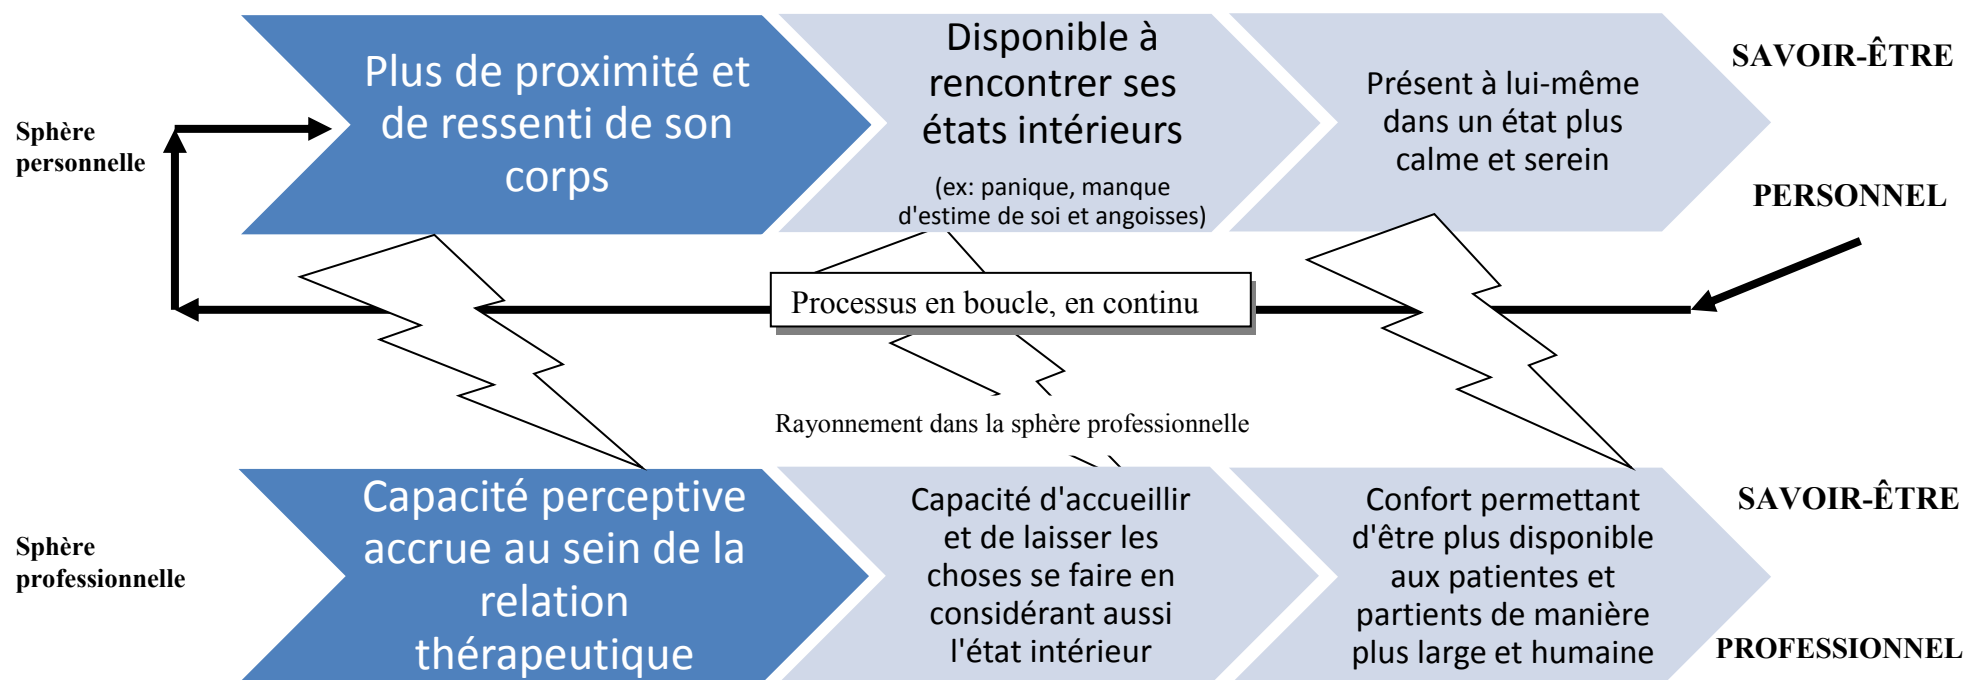 Sphère
personnelle
Plus de proximité et
de ressenti de son
corps
Disponible à
rencontrer ses
états intérieurs
(ex: panique, manque
d'estime de soi et angoisses)
Présent à lui-même
dans un état plus
calme et serein
SAVOIR-ÊTRE
PERSONNEL
Processus en boucle, en continu
Rayonnement dans la sphère professionnelle
Sphère
professionnelle
Capacité perceptive
accrue au sein de la
relation
thérapeutique
Capacité d'accueillir
et de laisser les
choses se faire en
considérant aussi
l'état intérieur
Confort permettant
d'être plus disponible
aux patientes et
partients de manière
plus large et humaine
SAVOIR-ÊTRE
PROFESSIONNEL